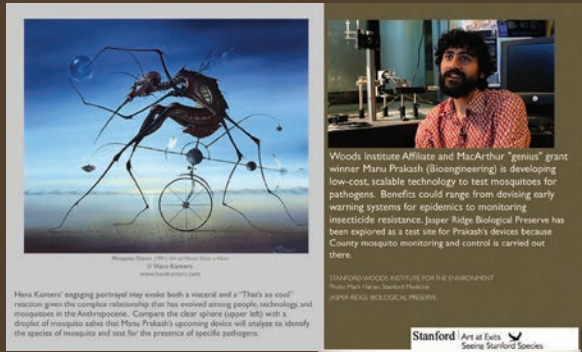 Mosquito Dance 1991 Oil on Wood 50cm x 40cm
© Hans Kanters
www.hanskanters.com
Hans Kanters' engaging portrayal may evoke both a visceral and a "That's so cool"
reaction given the complex relationship that has evolved among people, technology, and
mosquitoes in the Anthropocene. Compare the clear sphere (upper left) with a
droplet of mosquito saliva that Manu Prakash's upcoming device will analyze to identify
the species of mosquito and test for the presence of specific pathogens.
Woods Institute Affiliate and MacArthur "genius" grant
winner Manu Prakash (Bioengineering) is developing
low-cost, scalable technology to test mosquitoes for
pathogens. Benefits could range from devising early
warning systems for epidemics to monitoring
insecticide resistance. Jasper Ridge Biological Preserve has
been explored as a test site for Prakash's devices because
County mosquito monitoring and control is carried out
there.
STANFORD WOODS INSTITUTE FOR THE ENVIRONMENT
Photo Mark Harlan, Stanford Medicine
JASPER RIDGE BIOLOGICAL PRESERVE
Stanford | Art at Exits
Seeing Stanford Species